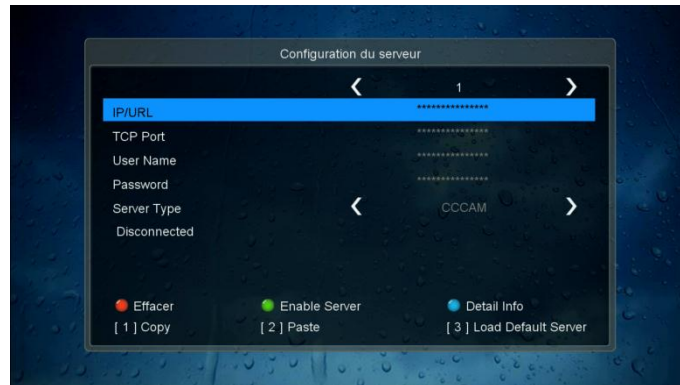 Configuration du serveur
1
IP/URL ***************
TCP Port ***************
User Name ***************
Password ***************
Server Type CCCAM
Disconnected
Effacer Enable Server Detail Info
[ 1 ] Copy [ 2 ] Paste [ 3 ] Load Default Server